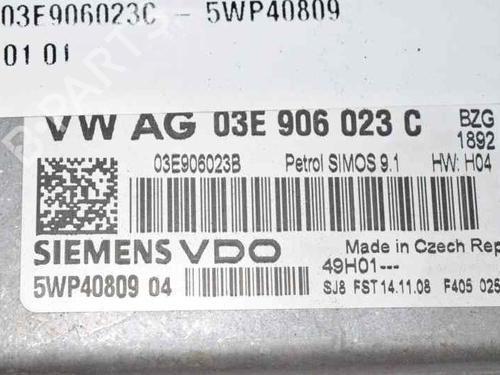 03E906023C - 5WP40809
01 01
VW AG 03E 906 023 C
BZG
1892
03E906023B Petrol SIMOS 9.1 HW: H04
SIEMENS VDO
Made in Czech Rep
49H01---
5WP40809 04
SJ8 FST 14.11.08 F405 025